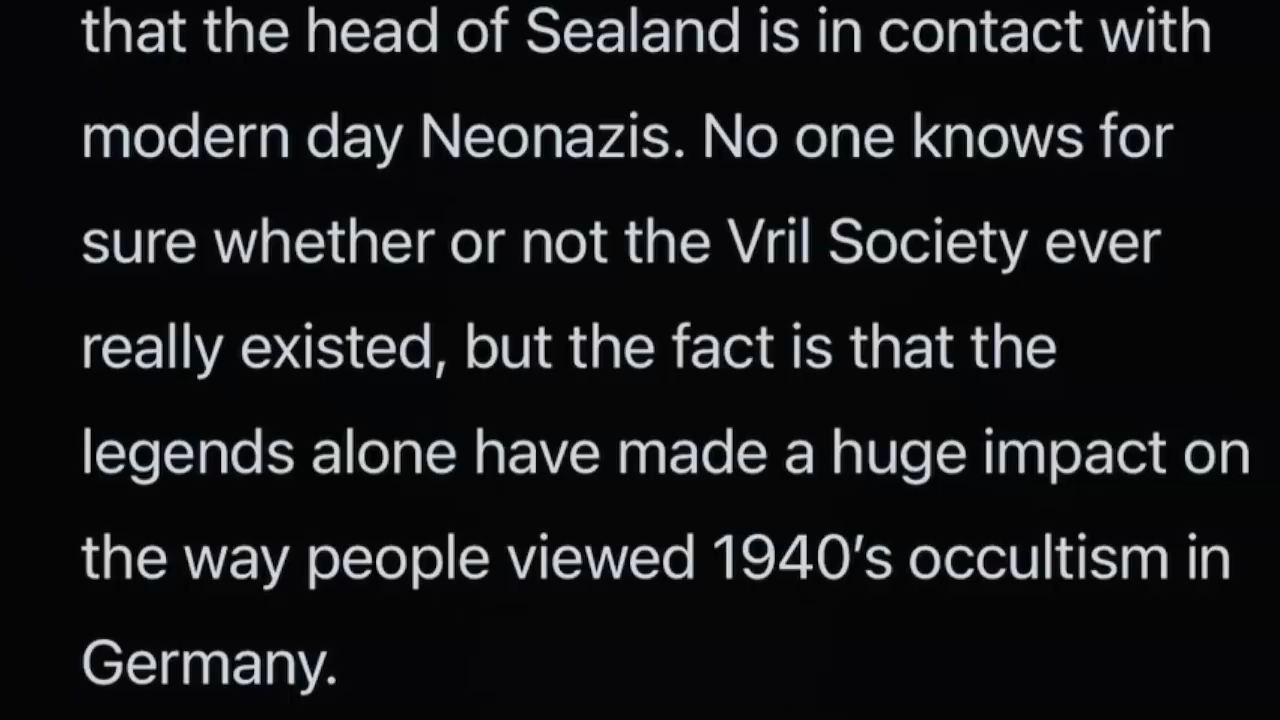 that the head of Sealand is in contact with
modern day Neonazis. No one knows for
sure whether or not the Vril Society ever
really existed, but the fact is that the
legends alone have made a huge impact on
the way people viewed 1940’s occultism in
Germany.